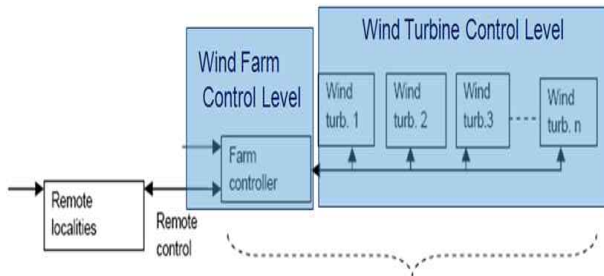 Wind Turbine Control Level
Wind Farm
Control Level
Wind
turb. 1
Wind
turb. 2
Wind
turb.3
Wind
turb. n
Farm
controller
Remote
localities
Remote
control